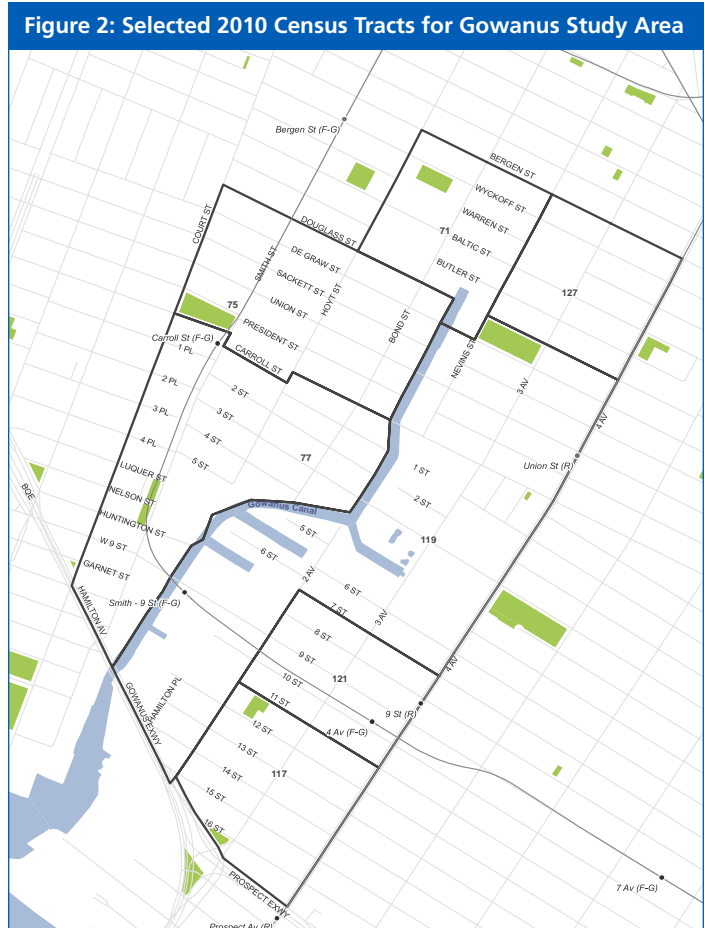 Figure 2: Selected 2010 Census Tracts for Gowanus Study Area
Bergen St (F-G)
BERGEN ST
WYCKOFF ST
COURT ST
WARREN ST
DOUGLASS ST
71
BALTIC ST
SMITH ST
DE GRAW ST
BUTLER ST
SACKETT ST
127
HOYT ST
75
UNION ST
BOND ST
PRESIDENT ST
Carroll St (F-G)
1 PL
CARROLL ST
NEVINS ST
2 PL
2 ST
3 AV
3 PL
3 ST
4 AV
4 PL
4 ST
77
5 ST
1 ST
Union St (R)
LUQUER ST
BQE
NELSON ST
2 ST
Gowanus Canal
HUNTINGTON ST
5 ST
119
W 9 ST
6 ST
GARNET ST
2 AV
6 ST
HAMILTON AV
Smith - 9 St (F-G)
7 ST
3 AV
8 ST
9 ST
4 AV
121
10 ST
HAMILTON PL
11 ST
9 St (R)
GOWANUS EXWY
12 ST
4 Av (F-G)
13 ST
14 ST
117
15 ST
16 ST
PROSPECT EXWY
7 Av (F-G)
Prospect Av (R)